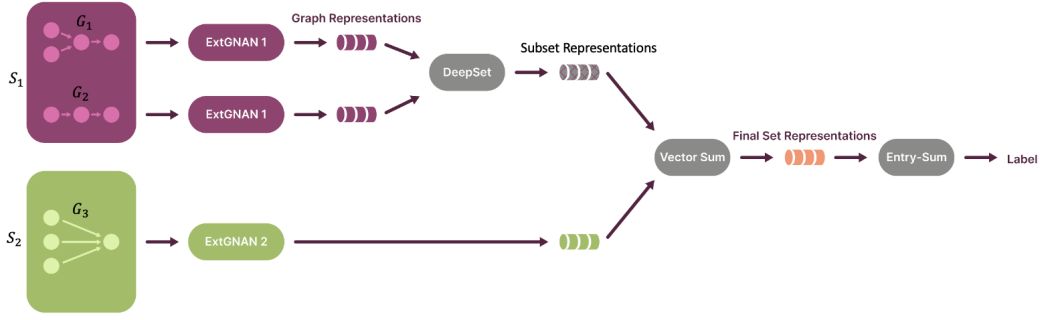 G₁
ExtGNAN 1
Graph Representations
DeepSet
Subset Representations
S₁
G₂
ExtGNAN 1
Vector Sum
Final Set Representations
Entry-Sum
Label
S₂
G₃
ExtGNAN 2